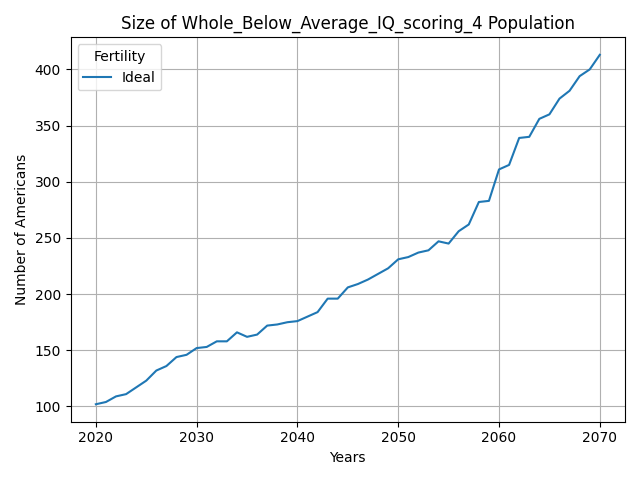 Size of Whole_Below_Average_IQ_scoring_4 Population
Fertility
Ideal
400
350
300
250
200
150
100
Number of Americans
2020 2030 2040 2050 2060 2070
Years